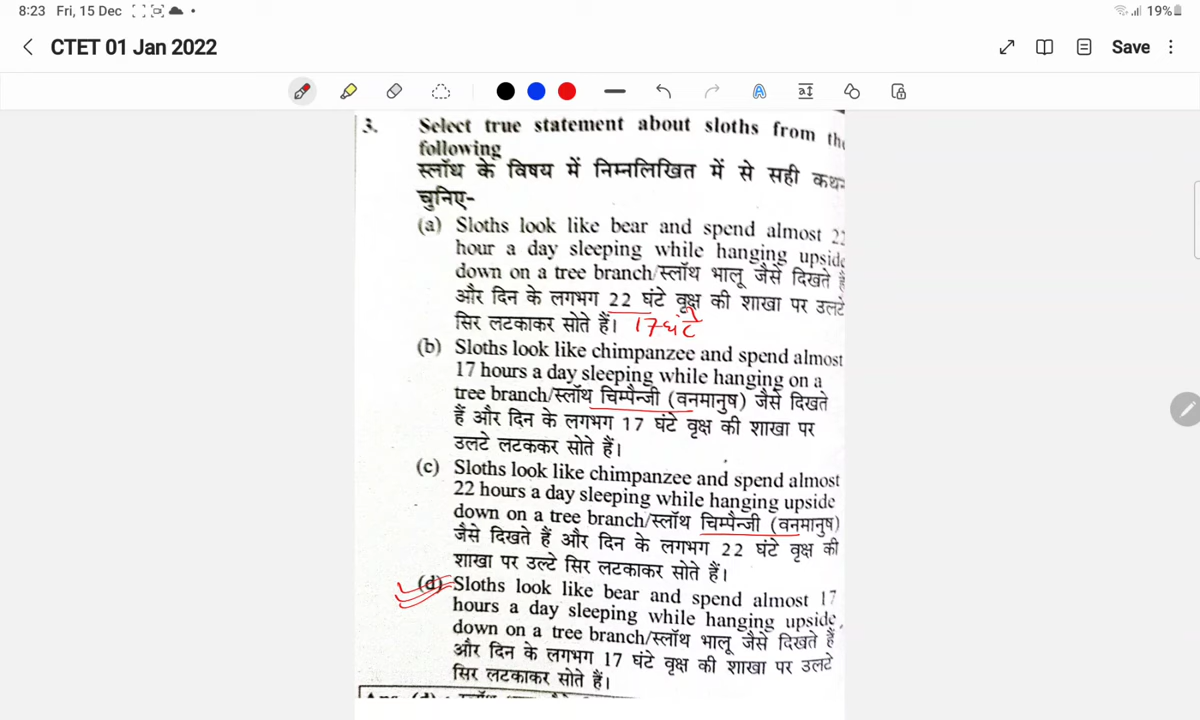 8:23 Fri, 15 Dec
19%
CTET 01 Jan 2022
Save
3. Select true statement about sloths from the
following
स्लॉथ के विषय में निम्नलिखित में से सही कथन
चुनिए-
(a) Sloths look like bear and spend almost 22
hour a day sleeping while hanging upside
down on a tree branch/स्लॉथ भालू जैसे दिखते हैं
और दिन के लगभग 22 घंटे वृक्ष की शाखा पर उलटे
सिर लटकाकर सोते हैं। 17 घंटे
(b) Sloths look like chimpanzee and spend almost
17 hours a day sleeping while hanging on a
tree branch/स्लॉथ चिम्पैन्जी (वनमानुष) जैसे दिखते
हैं और दिन के लगभग 17 घंटे वृक्ष की शाखा पर
उलटे लटककर सोते हैं।
(c) Sloths look like chimpanzee and spend almost
22 hours a day sleeping while hanging upside
down on a tree branch/स्लॉथ चिम्पैन्जी (वनमानुष)
जैसे दिखते हैं और दिन के लगभग 22 घंटे वृक्ष की
शाखा पर उल्टे सिर लटकाकर सोते हैं।
(d) Sloths look like bear and spend almost 17
hours a day sleeping while hanging upside
down on a tree branch/स्लॉथ भालू जैसे दिखते हैं
और दिन के लगभग 17 घंटे वृक्ष की शाखा पर उलटे
सिर लटकाकर सोते हैं।